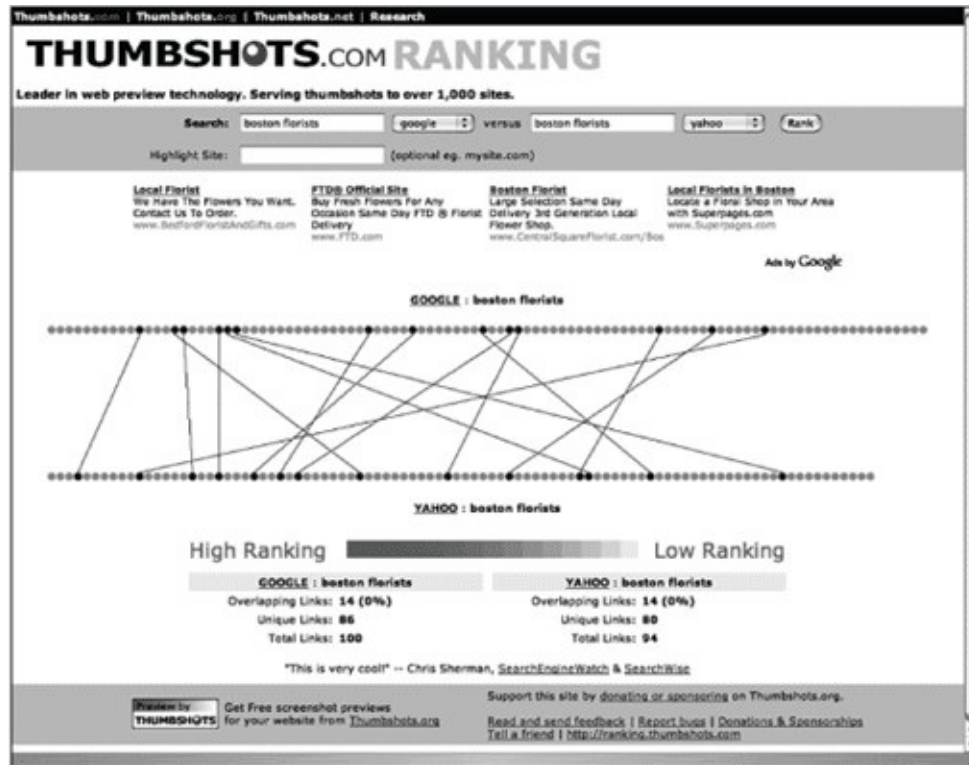 Thumbshots.com | Thumbshots.org | Thumbshots.net | Research
THUMBSHOTS.COM RANKING
Leader in web preview technology. Serving thumbshots to over 1,000 sites.
Search: boston florists google versus boston florists yahoo Rank
Highlight Site: (optional eg. mysite.com)
Local Florist
We Have The Flowers You Want.
Contact Us To Order.
www.BedfordFloristAndGifts.com
FTD® Official Site
Buy Fresh Flowers For Any
Occasion Same Day FTD ® Florist
Delivery
www.FTD.com
Boston Florist
Large Selection Same Day
Delivery 3rd Generation Local
Flower Shop.
www.CentralSquareFlorist.com/Bos
Local Florists in Boston
Locate a Floral Shop in Your Area
with Superpages.com
www.Superpages.com
Ads by Google
GOOGLE : boston florists
YAHOO : boston florists
High Ranking Low Ranking
GOOGLE : boston florists
Overlapping Links: 14 (0%)
Unique Links: 86
Total Links: 100
YAHOO : boston florists
Overlapping Links: 14 (0%)
Unique Links: 80
Total Links: 94
"This is very cool!" -- Chris Sherman, SearchEngineWatch & SearchWise
Preview by
THUMBSHOTS
Get Free screenshot previews
for your website from Thumbshots.org
Support this site by donating or sponsoring on Thumbshots.org.
Read and send feedback | Report bugs | Donations & Sponsorships
Tell a friend | http://ranking.thumbshots.com